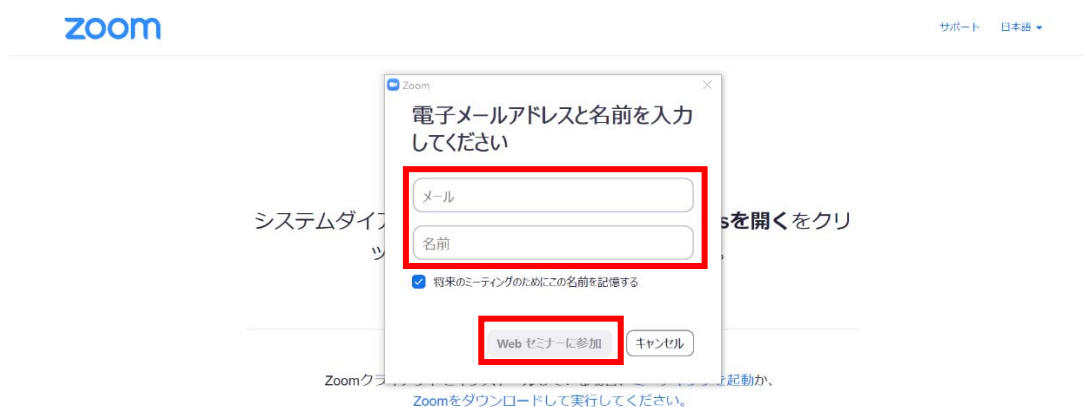 zoom
サポート 日本語
Zoom
電子メールアドレスと名前を入力
してください
メール
システムダイ
sを開くをクリ
ッ
名前
将来のミーティングのためにこの名前を記憶する
Web セミナーに参加 キャンセル
Zoomク
を起動か、
Zoomをダウンロードして実行してください。